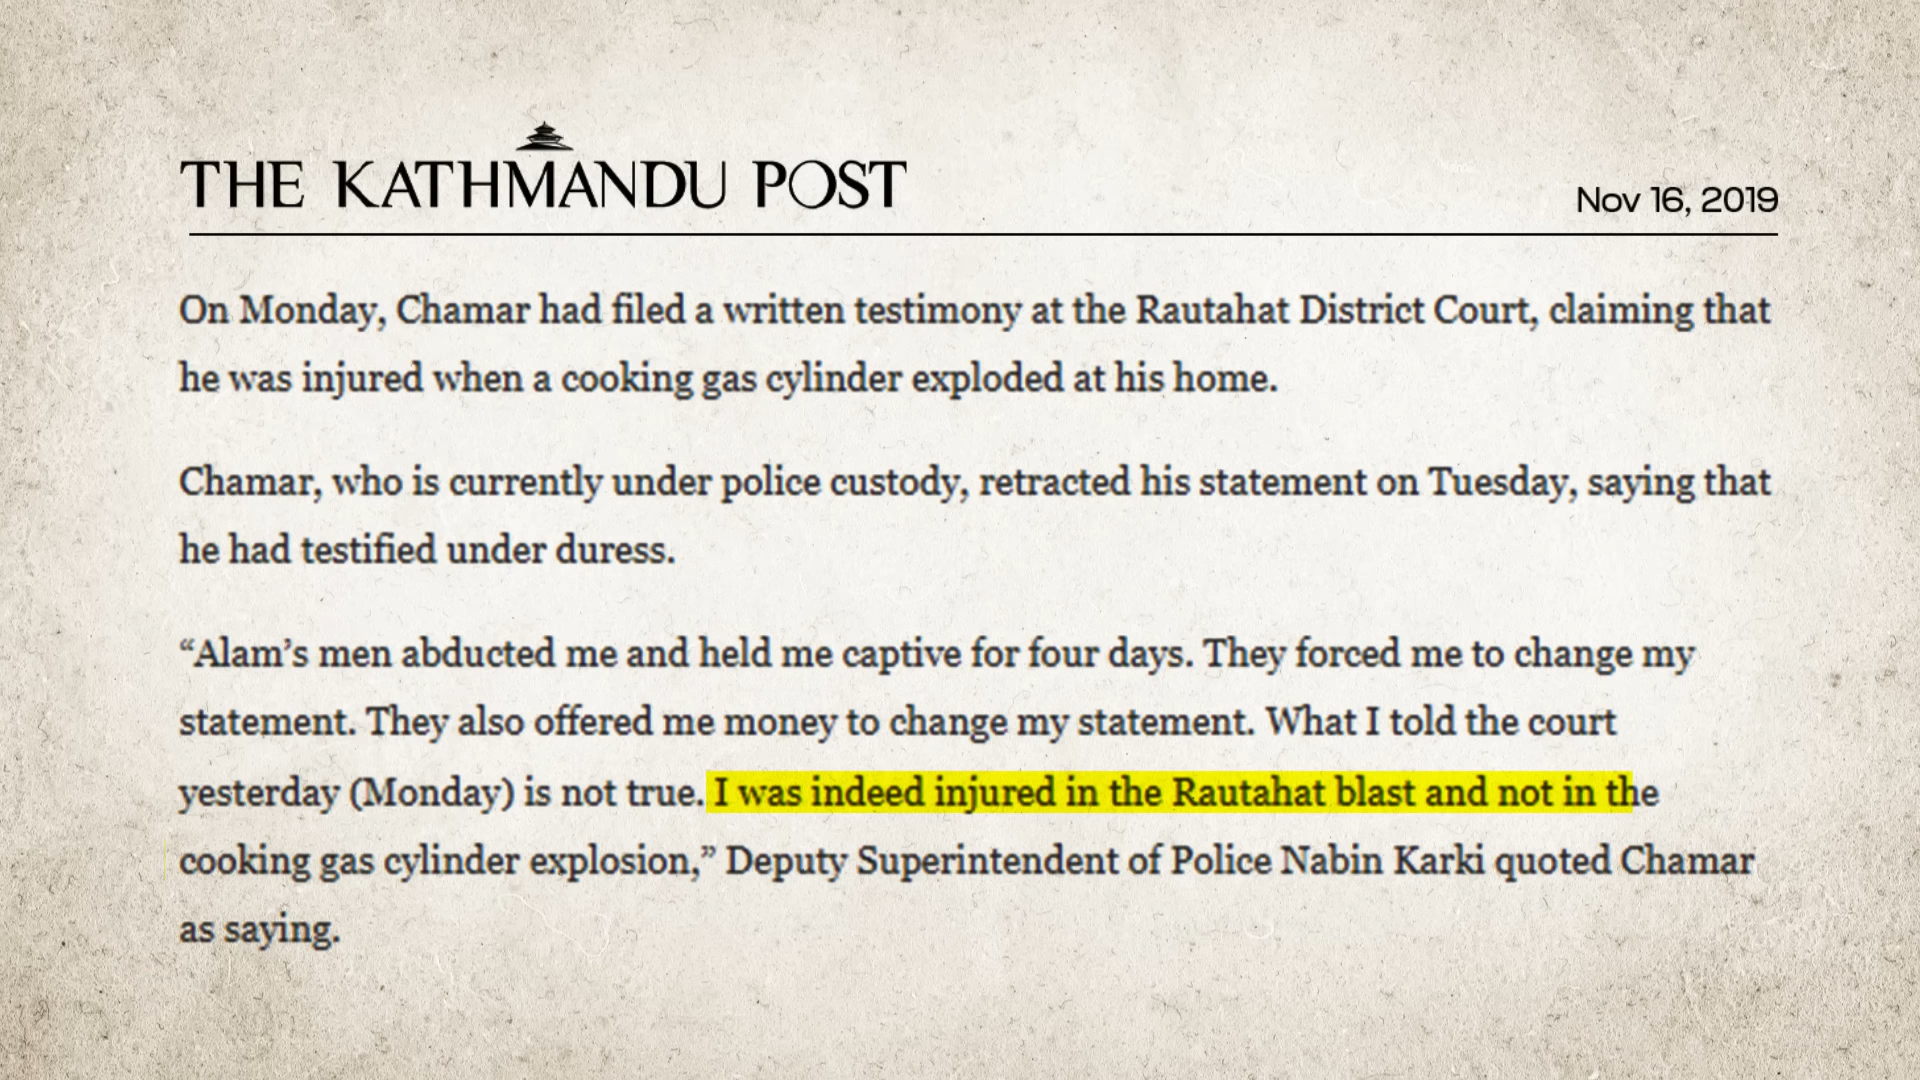 THE KATHMANDU POST
Nov 16, 2019
On Monday, Chamar had filed a written testimony at the Rautahat District Court, claiming that
he was injured when a cooking gas cylinder exploded at his home.
Chamar, who is currently under police custody, retracted his statement on Tuesday, saying that
he had testified under duress.
“Alam’s men abducted me and held me captive for four days. They forced me to change my
statement. They also offered me money to change my statement. What I told the court
yesterday (Monday) is not true. I was indeed injured in the Rautahat blast and not in the
cooking gas cylinder explosion,” Deputy Superintendent of Police Nabin Karki quoted Chamar
as saying.